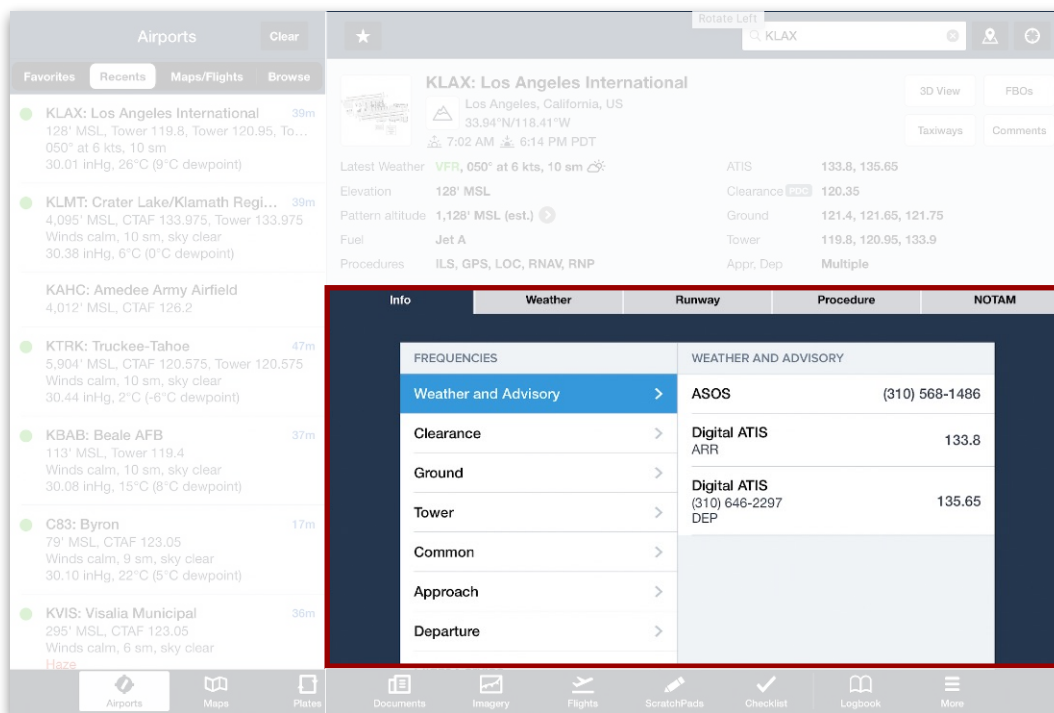 Airports
Clear
Favorites Recents Maps/Flights Browse
KLAX: Los Angeles International 39m
128' MSL, Tower 119.8, Tower 120.95, To...
050° at 6 kts, 10 sm
30.01 inHg, 26°C (9°C dewpoint)
KLMT: Crater Lake/Klamath Regi... 39m
4,095' MSL, CTAF 133.975, Tower 133.975
Winds calm, 10 sm, sky clear
30.38 inHg, 6°C (0°C dewpoint)
KAHC: Amedee Army Airfield
4,012' MSL, CTAF 126.2
KTRK: Truckee-Tahoe 47m
5,904' MSL, CTAF 120.575, Tower 120.575
Winds calm, 10 sm, sky clear
30.44 inHg, 2°C (-6°C dewpoint)
KBAB: Beale AFB 37m
113' MSL, Tower 119.4
Winds calm, 10 sm, sky clear
30.08 inHg, 15°C (8°C dewpoint)
C83: Byron 17m
79' MSL, CTAF 123.05
Winds calm, 9 sm, sky clear
30.10 inHg, 22°C (5°C dewpoint)
KVIS: Visalia Municipal 36m
295' MSL, CTAF 123.05
Winds calm, 6 sm, sky clear
Haze
Rotate Left
KLAX
KLAX: Los Angeles International
Los Angeles, California, US
33.94°N/118.41°W
7:02 AM 6:14 PM PDT
3D View FBOs
Taxiways Comments
Latest Weather VFR, 050° at 6 kts, 10 sm
Elevation 128' MSL
Pattern altitude 1,128' MSL (est.)
Fuel Jet A
Procedures ILS, GPS, LOC, RNAV, RNP
ATIS 133.8, 135.65
Clearance PDC 120.35
Ground 121.4, 121.65, 121.75
Tower 119.8, 120.95, 133.9
Appr, Dep Multiple
Info Weather Runway Procedure NOTAM
FREQUENCIES
Weather and Advisory
Clearance
Ground
Tower
Common
Approach
Departure
WEATHER AND ADVISORY
ASOS (310) 568-1486
Digital ATIS 133.8
ARR
Digital ATIS
(310) 646-2297 135.65
DEP
Airports Maps Plates Documents Imagery Flights ScratchPads Checklist Logbook More